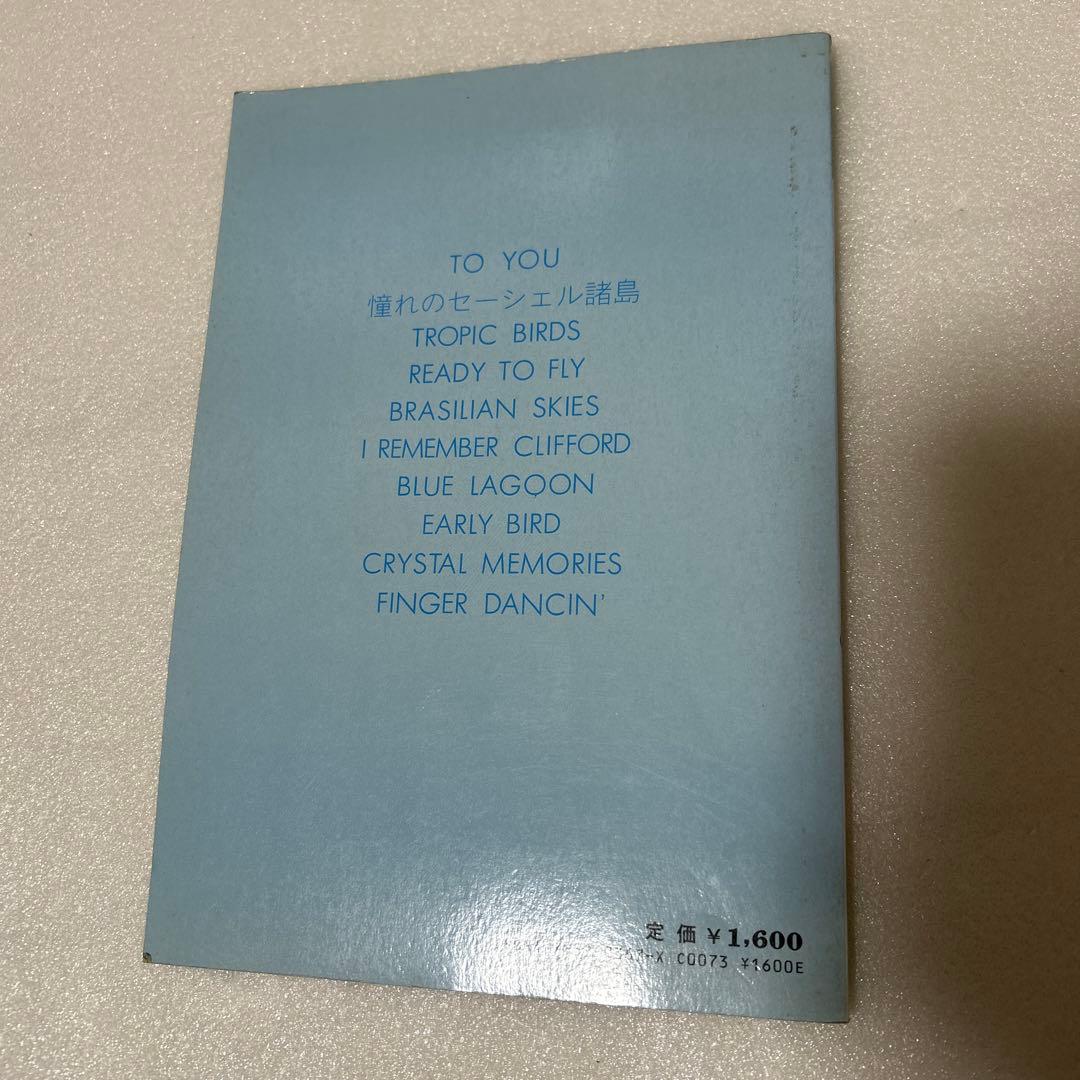 TO YOU
憧れのセーシェル諸島
TROPIC BIRDS
READY TO FLY
BRASILIAN SKIES
I REMEMBER CLIFFORD
BLUE LAGOON
EARLY BIRD
CRYSTAL MEMORIES
FINGER DANCIN'
定価 ¥1,600
C0073 ¥1600E